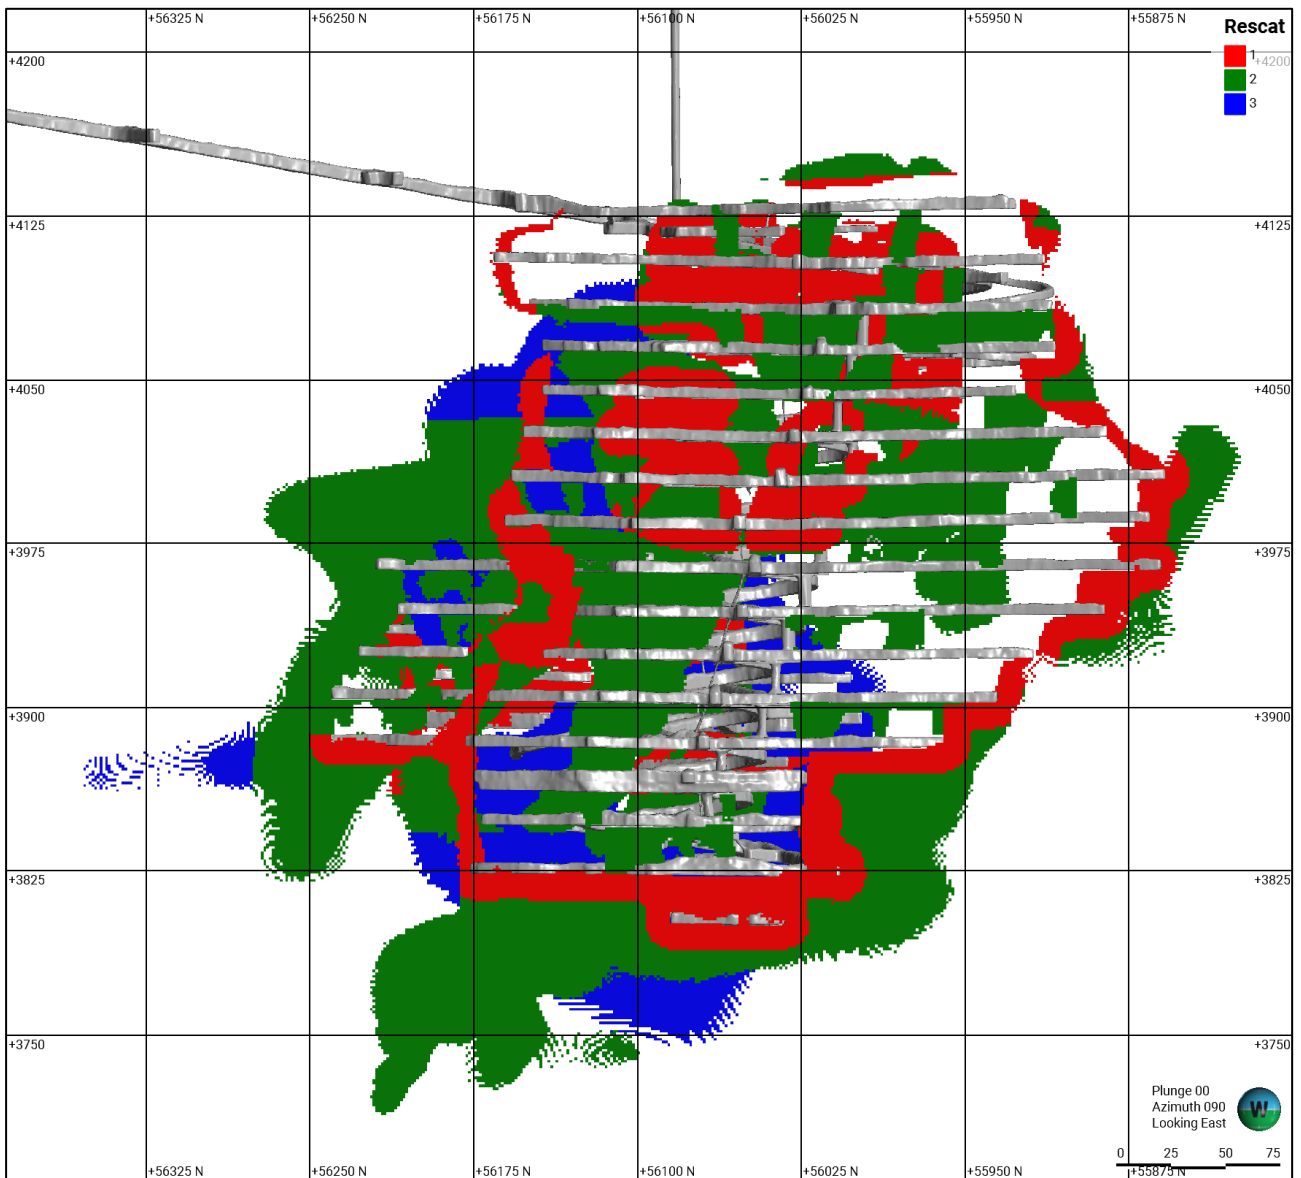 +56325 N +56250 N +56175 N +56100 N +56025 N +55950 N +55875 N
Rescat
1
2
3
+4200 +4200
+4125 +4125
+4050 +4050
+3975 +3975
+3900 +3900
+3825 +3825
+3750 +3750
Plunge 00
Azimuth 090
Looking East
W
0 25 50 75
+56325 N +56250 N +56175 N +56100 N +56025 N +55950 N +55875 N